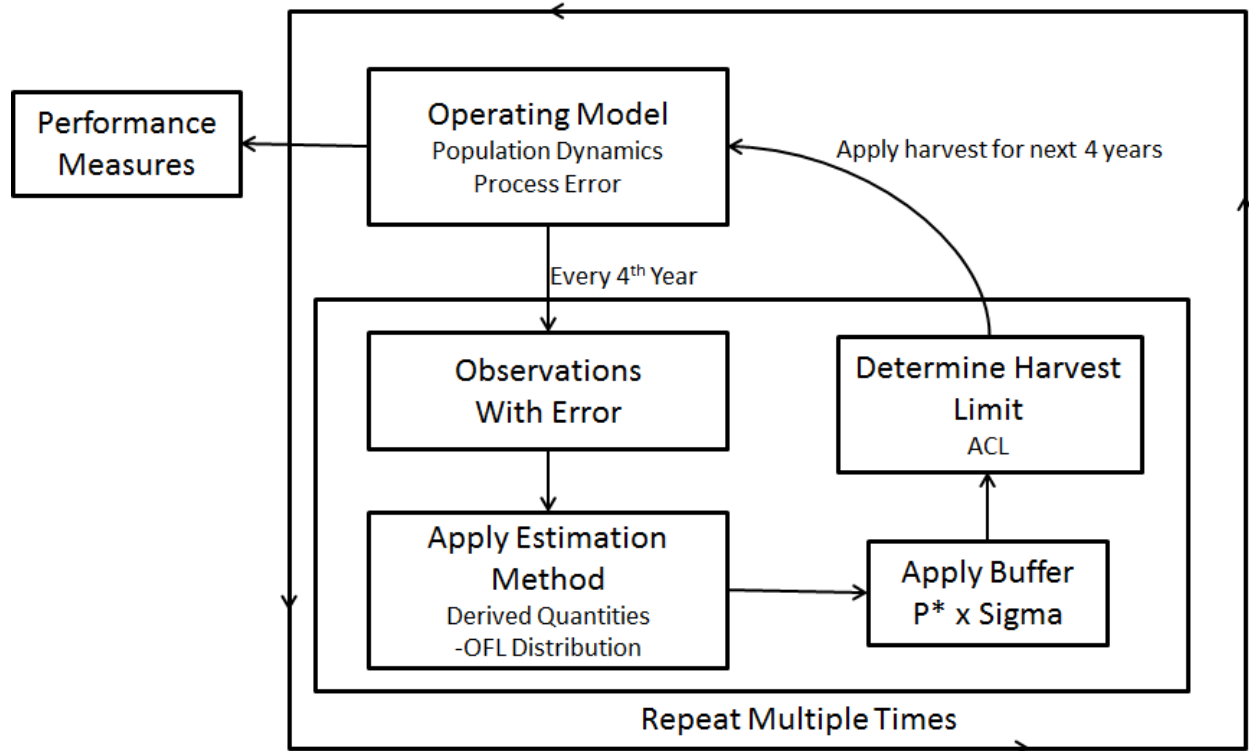 Performance
Measures
Operating Model
Population Dynamics
Process Error
Apply harvest for next 4 years
Every 4th Year
Observations
With Error
Determine Harvest
Limit
ACL
Apply Estimation
Method
Derived Quantities
-OFL Distribution
Apply Buffer
P* x Sigma
Repeat Multiple Times